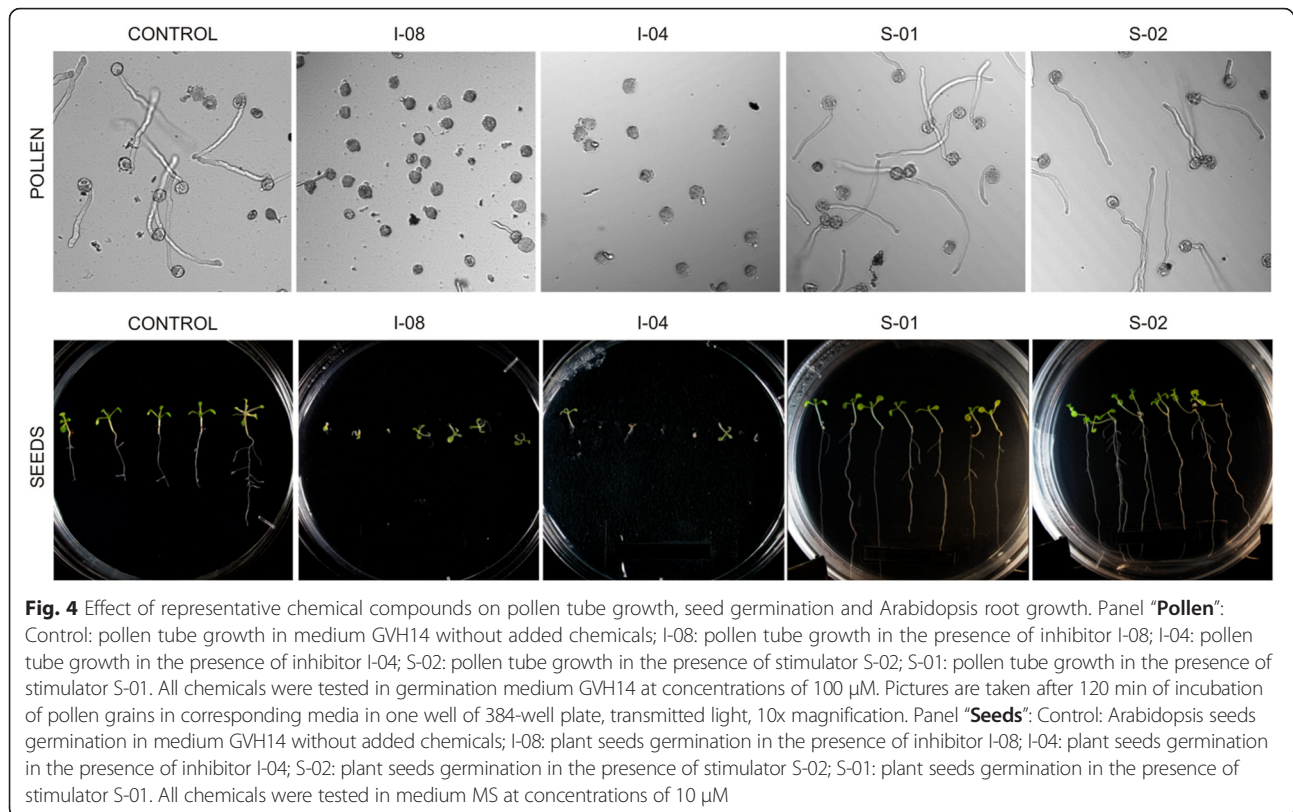 CONTROL I-08 I-04 S-01 S-02
POLLEN
CONTROL I-08 I-04 S-01 S-02
SEEDS
Fig. 4 Effect of representative chemical compounds on pollen tube growth, seed germination and Arabidopsis root growth. Panel “Pollen”:
Control: pollen tube growth in medium GVH14 without added chemicals; I-08: pollen tube growth in the presence of inhibitor I-08; I-04: pollen
tube growth in the presence of inhibitor I-04; S-02: pollen tube growth in the presence of stimulator S-02; S-01: pollen tube growth in the presence of
stimulator S-01. All chemicals were tested in germination medium GVH14 at concentrations of 100 μM. Pictures are taken after 120 min of incubation
of pollen grains in corresponding media in one well of 384-well plate, transmitted light, 10x magnification. Panel “Seeds”: Control: Arabidopsis seeds
germination in medium GVH14 without added chemicals; I-08: plant seeds germination in the presence of inhibitor I-08; I-04: plant seeds germination
in the presence of inhibitor I-04; S-02: plant seeds germination in the presence of stimulator S-02; S-01: plant seeds germination in the presence of
stimulator S-01. All chemicals were tested in medium MS at concentrations of 10 μM